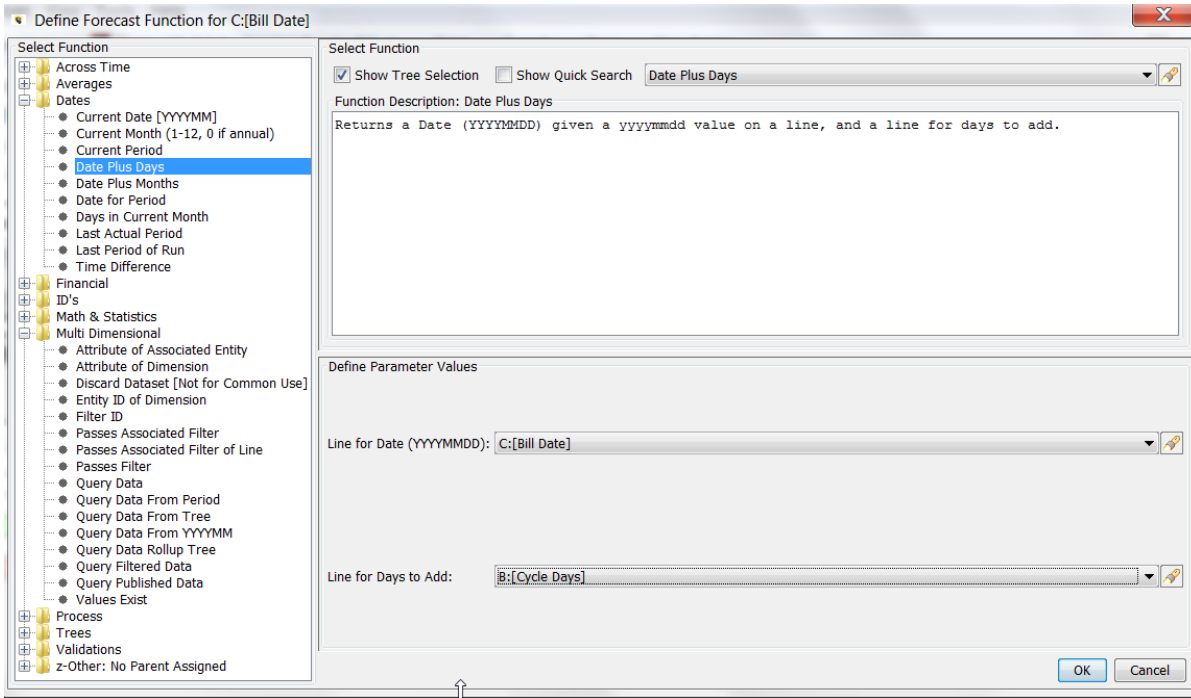 Define Forecast Function for C:[Bill Date]
Select Function
Across Time
Averages
Dates
Current Date [YYYYMM]
Current Month (1-12, 0 if annual)
Current Period
Date Plus Days
Date Plus Months
Date for Period
Days in Current Month
Last Actual Period
Last Period of Run
Time Difference
Financial
ID's
Math & Statistics
Multi Dimensional
Attribute of Associated Entity
Attribute of Dimension
Discard Dataset [Not for Common Use]
Entity ID of Dimension
Filter ID
Passes Associated Filter
Passes Associated Filter of Line
Passes Filter
Query Data
Query Data From Period
Query Data From Tree
Query Data From YYYYMM
Query Data Rollup Tree
Query Filtered Data
Query Published Data
Values Exist
Process
Trees
Validations
z-Other: No Parent Assigned
Select Function
Show Tree Selection Show Quick Search Date Plus Days
Function Description: Date Plus Days
Returns a Date (YYYYMMDD) given a yyyymmdd value on a line, and a line for days to add.
Define Parameter Values
Line for Date (YYYYMMDD): C:[Bill Date]
Line for Days to Add: B:[Cycle Days]
OK Cancel